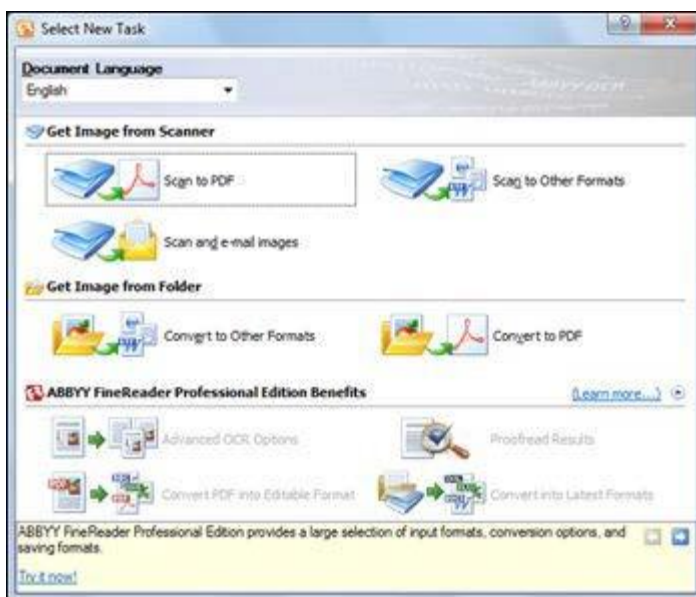 Select New Task
Document Language
English
Get Image from Scanner
Scan to PDF
Scan to Other Formats
Scan and e-mail images
Get Image from Folder
Convert to Other Formats
Convert to PDF
ABBYY FineReader Professional Edition Benefits
(Learn more...)
Advanced OCR Options
Proofread Results
Convert PDF into Editable Format
Convert into Latest Formats
ABBYY FineReader Professional Edition provides a large selection of input formats, conversion options, and
saving formats.
Try it now!